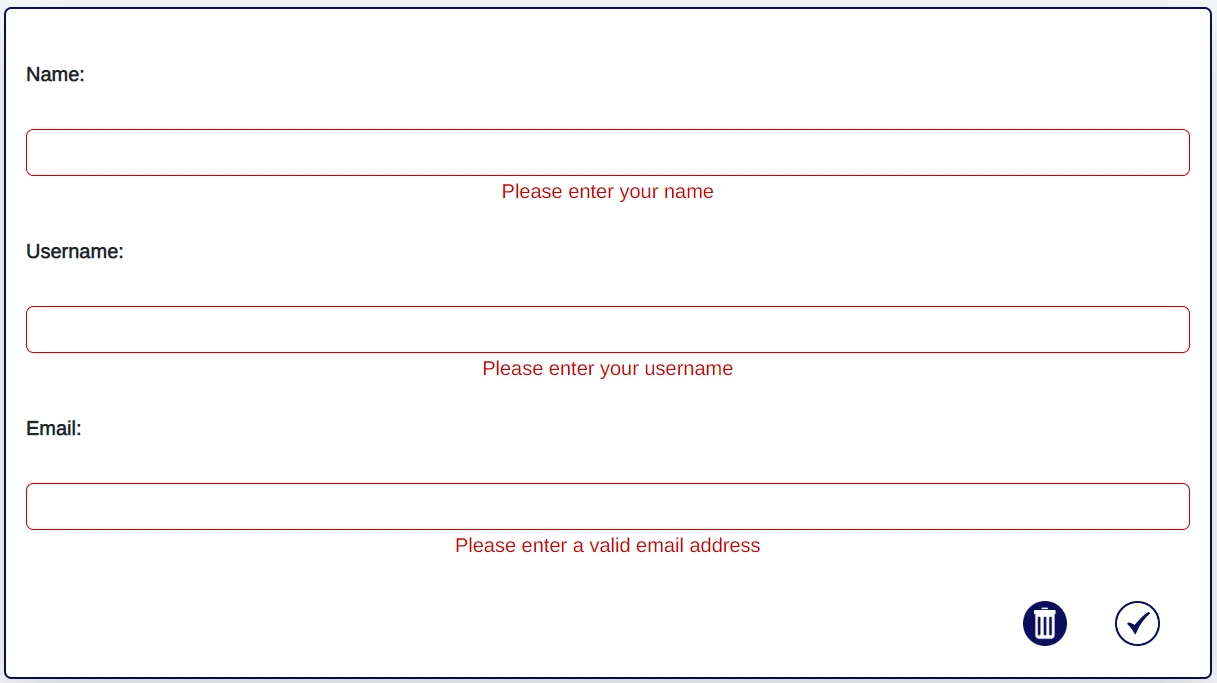 Name:
Please enter your name
Username:
Please enter your username
Email:
Please enter a valid email address